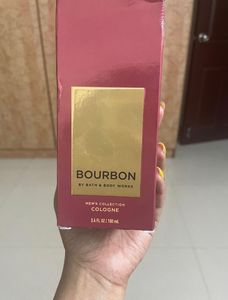 BOURBON
BY BATH & BODY WORKS
MEN'S COLLECTION
COLOGNE
3.4 FL OZ / 100 mL